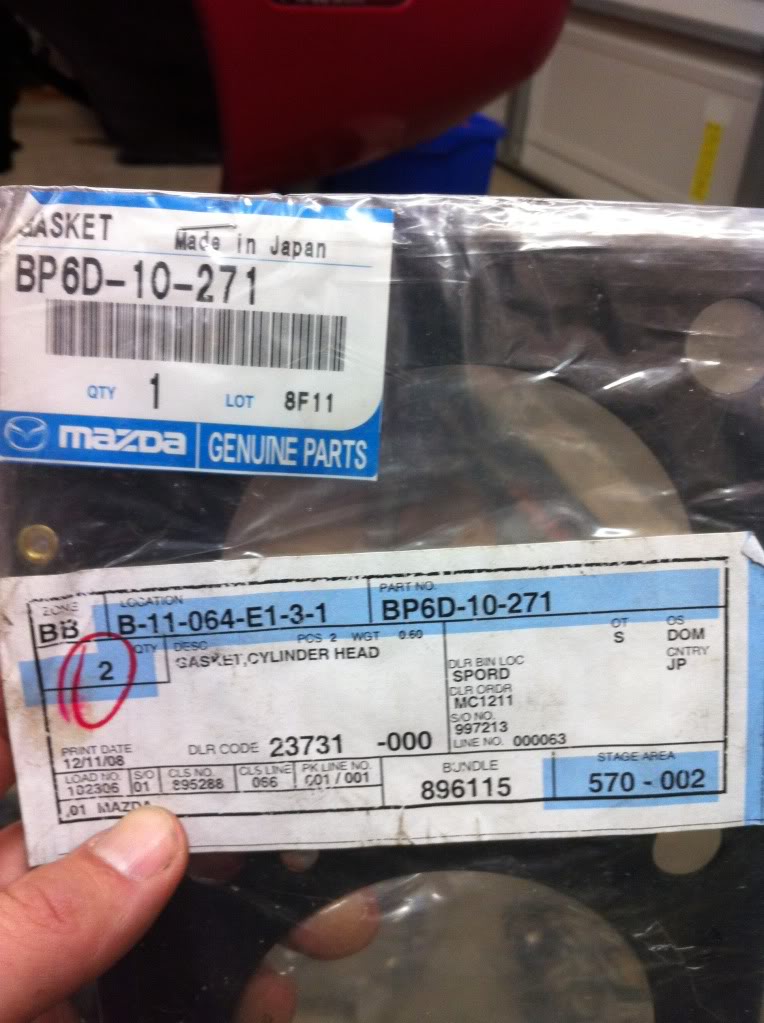 GASKET
Made in Japan
BP6D-10-271
QTY 1 LOT 8F11
mazda GENUINE PARTS
ZONE LOCATION PART NO.
BB B-11-064-E1-3-1 BP6D-10-271
QTY DESC PCS 2 WGT 0.60 OT OS
2 GASKET,CYLINDER HEAD S DOM
DLR BIN LOC CNTRY
SPORD JP
DLR ORDR
MC1211
S/O NO.
997213
PRINT DATE DLR CODE 23731 -000 LINE NO. 000063
12/11/08
LOAD NO. S/O CLS NO. CLS LINE PK LINE NO. BUNDLE STAGE AREA
102306 01 895288 066 001/001 896115 570-002
01 MAZDA